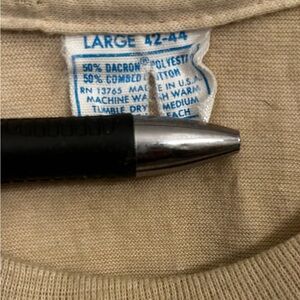 LARGE 42-44
50% DACRON® POLYEST
50% COMBED COTTON
RN 13765 MADE IN U.S.A.
MACHINE WASH WARM
TUMBLE DRY MEDIUM
EACH